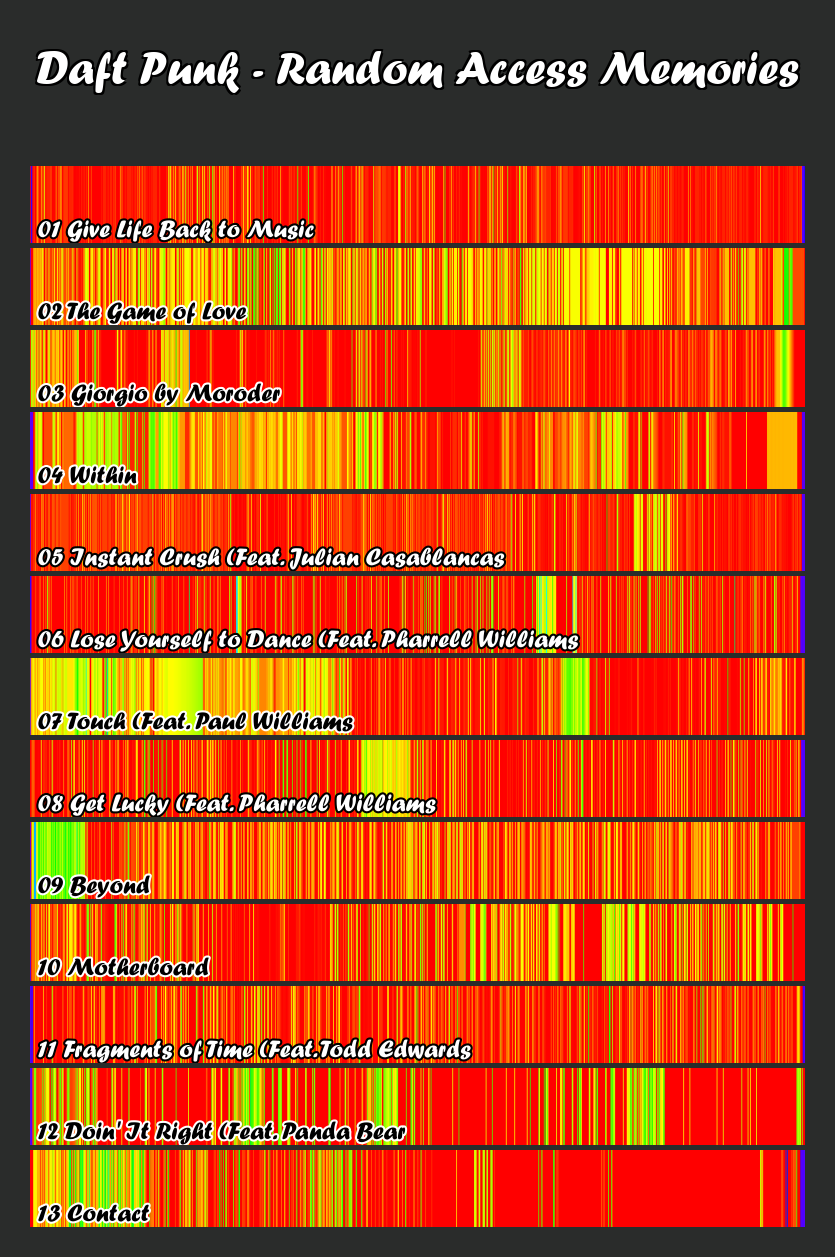 Daft Punk - Random Access Memories
01 Give Life Back to Music
02 The Game of Love
03 Giorgio by Moroder
04 Within
05 Instant Crush (Feat. Julian Casablancas
06 Lose Yourself to Dance (Feat. Pharrell Williams
07 Touch (Feat. Paul Williams
08 Get Lucky (Feat. Pharrell Williams
09 Beyond
10 Motherboard
11 Fragments of Time (Feat.Todd Edwards
12 Doin' It Right (Feat. Panda Bear
13 Contact